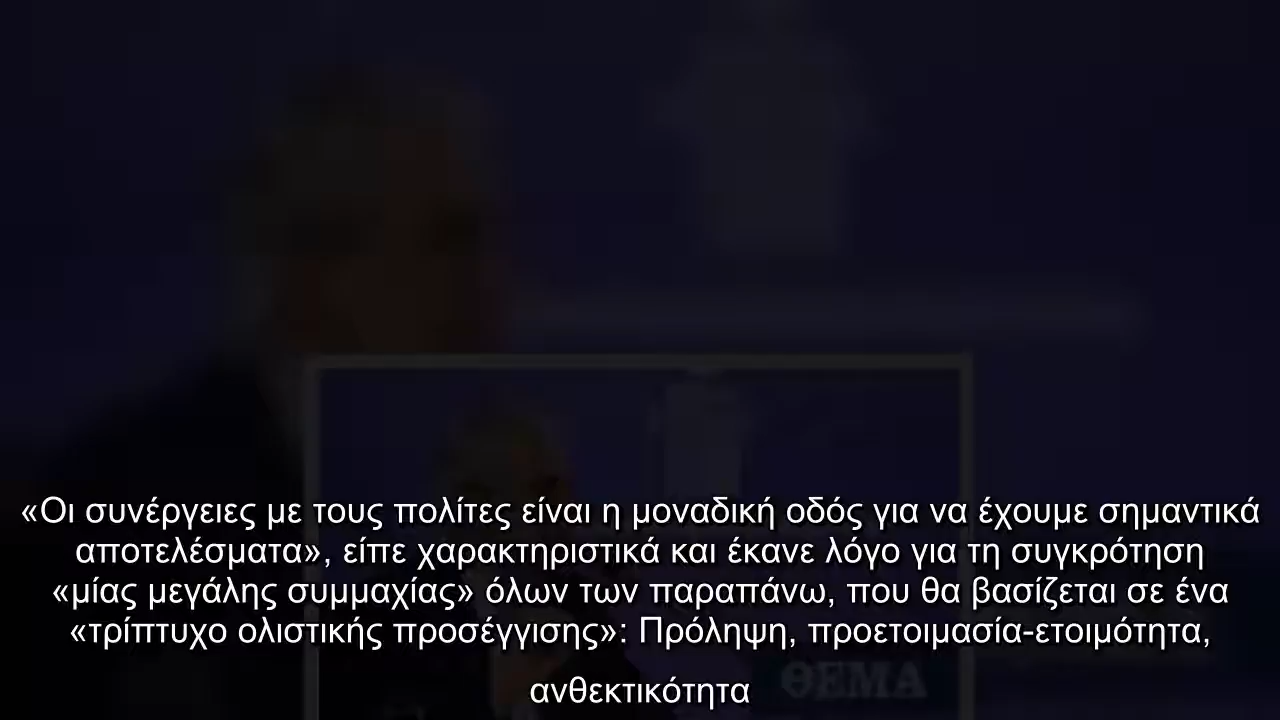 «Οι συνέργειες με τους πολίτες είναι η μοναδική οδός για να έχουμε σημαντικά
αποτελέσματα», είπε χαρακτηριστικά και έκανε λόγο για τη συγκρότηση
«μίας μεγάλης συμμαχίας» όλων των παραπάνω, που θα βασίζεται σε ένα
«τρίπτυχο ολιστικής προσέγγισης»: Πρόληψη, προετοιμασία-ετοιμότητα,
ΘΕΜΑ
ανθεκτικότητα